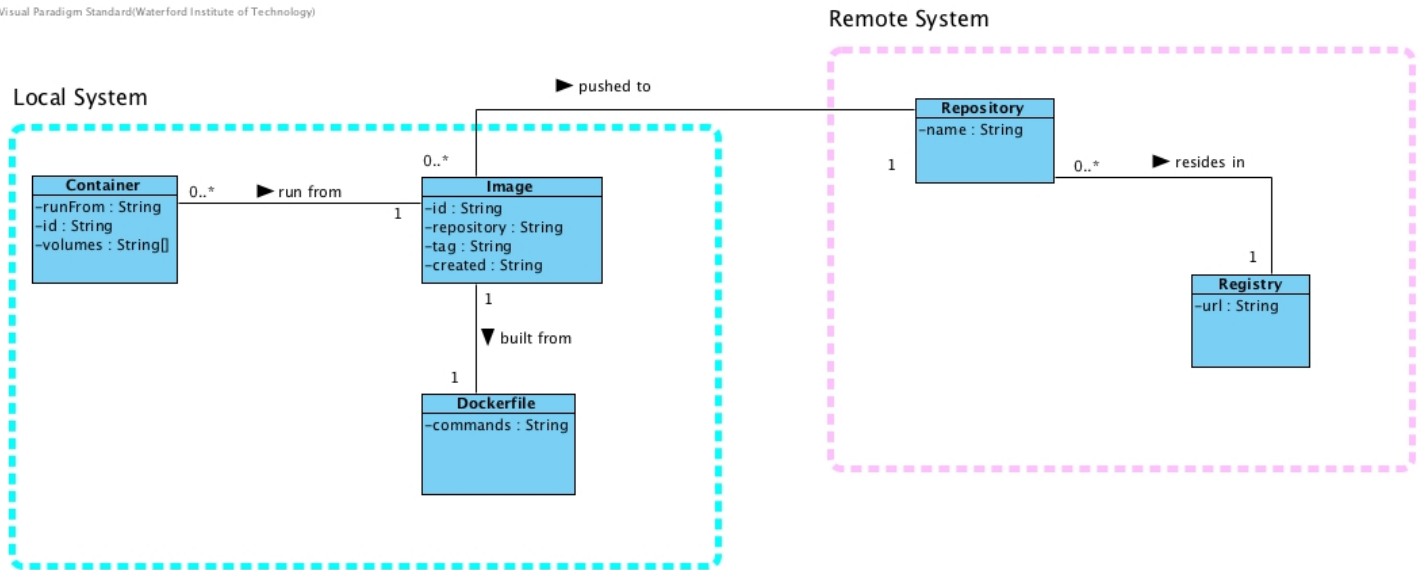 Visual Paradigm Standard(Waterford Institute of Technology)
Remote System
Local System
pushed to
Repository
-name : String
0..*
1
0..*
resides in
Container
-runFrom : String
-id : String
-volumes : String[]
0..*
run from
1
Image
-id : String
-repository : String
-tag : String
-created : String
1
Registry
-url : String
1
built from
1
Dockerfile
-commands : String